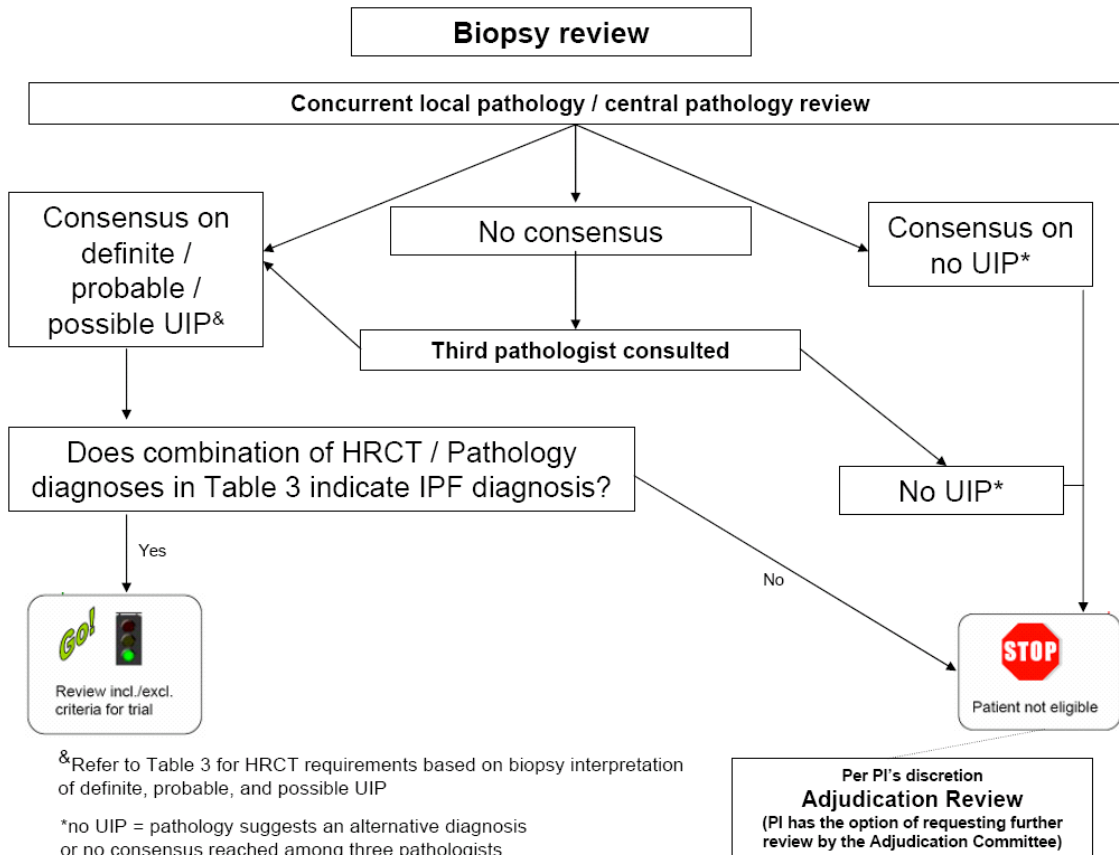 Biopsy review
Concurrent local pathology / central pathology review
Consensus on
definite /
probable /
possible UIP&
No consensus
Consensus on
no UIP*
Third pathologist consulted
Does combination of HRCT / Pathology
diagnoses in Table 3 indicate IPF diagnosis?
No UIP*
Yes
No
GO!
Review incl./excl.
criteria for trial
STOP
Patient not eligible
&Refer to Table 3 for HRCT requirements based on biopsy interpretation
of definite, probable, and possible UIP
*no UIP = pathology suggests an alternative diagnosis
or no consensus reached among three pathologists
Per PI's discretion
Adjudication Review
(PI has the option of requesting further
review by the Adjudication Committee)